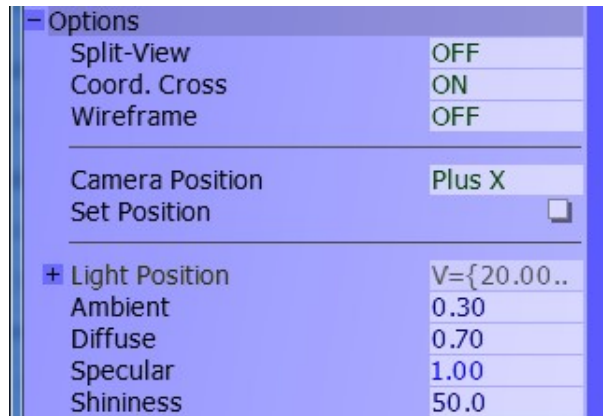 − Options
Split-View OFF
Coord. Cross ON
Wireframe OFF
Camera Position Plus X
Set Position
+ Light Position V={20.00..
Ambient 0.30
Diffuse 0.70
Specular 1.00
Shininess 50.0